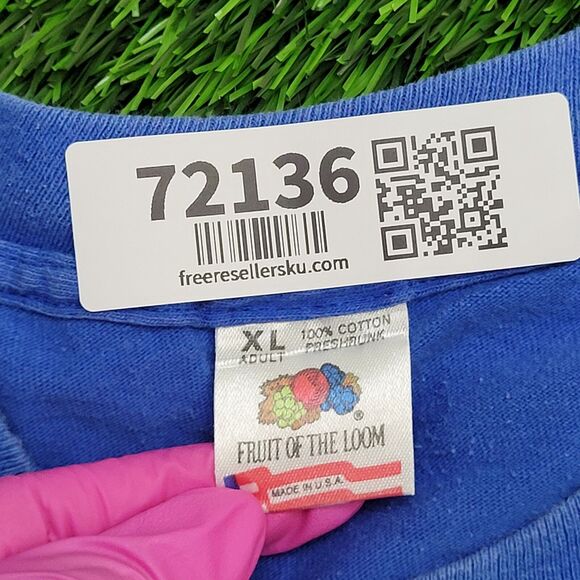 72136
freeresellersku.com
XL 100% COTTON
ADULT PRESHRUNK
®
FRUIT OF THE LOOM
MADE IN U.S.A.